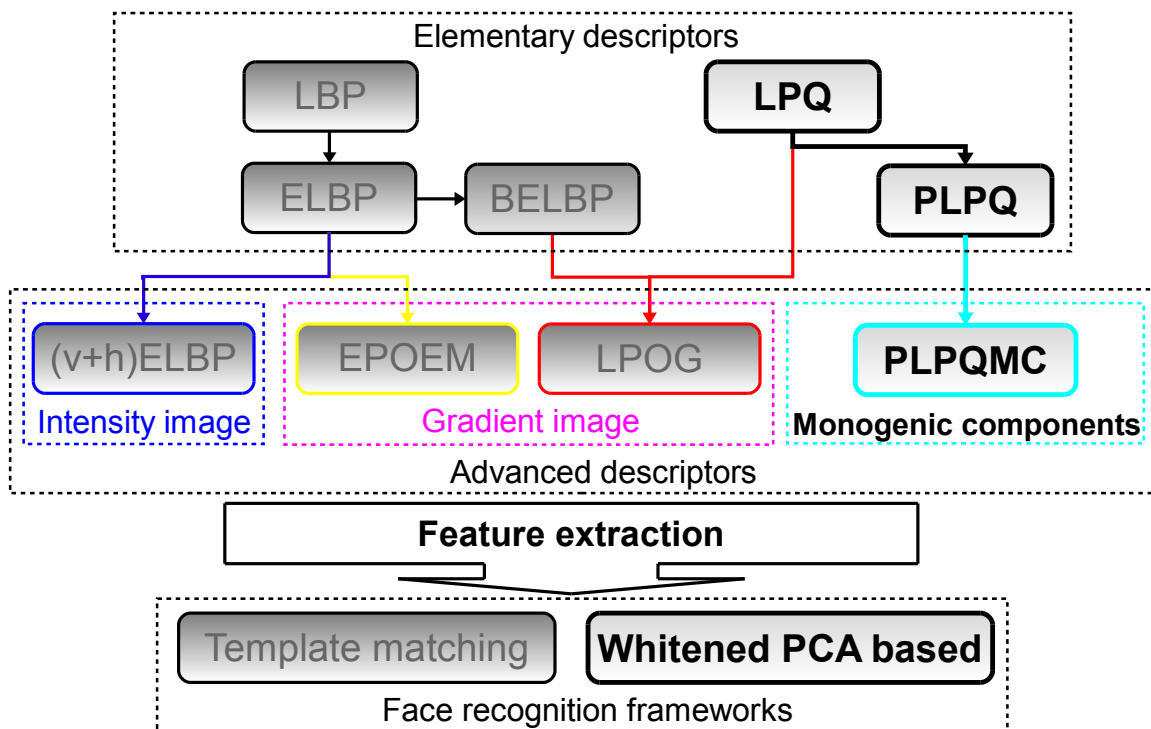 Elementary descriptors
LBP
LPQ
ELBP
BELBP
PLPQ
(v+h)ELBP
EPOEM
LPOG
PLPQMC
Intensity image
Gradient image
Monogenic components
Advanced descriptors
Feature extraction
Template matching
Whitened PCA based
Face recognition frameworks